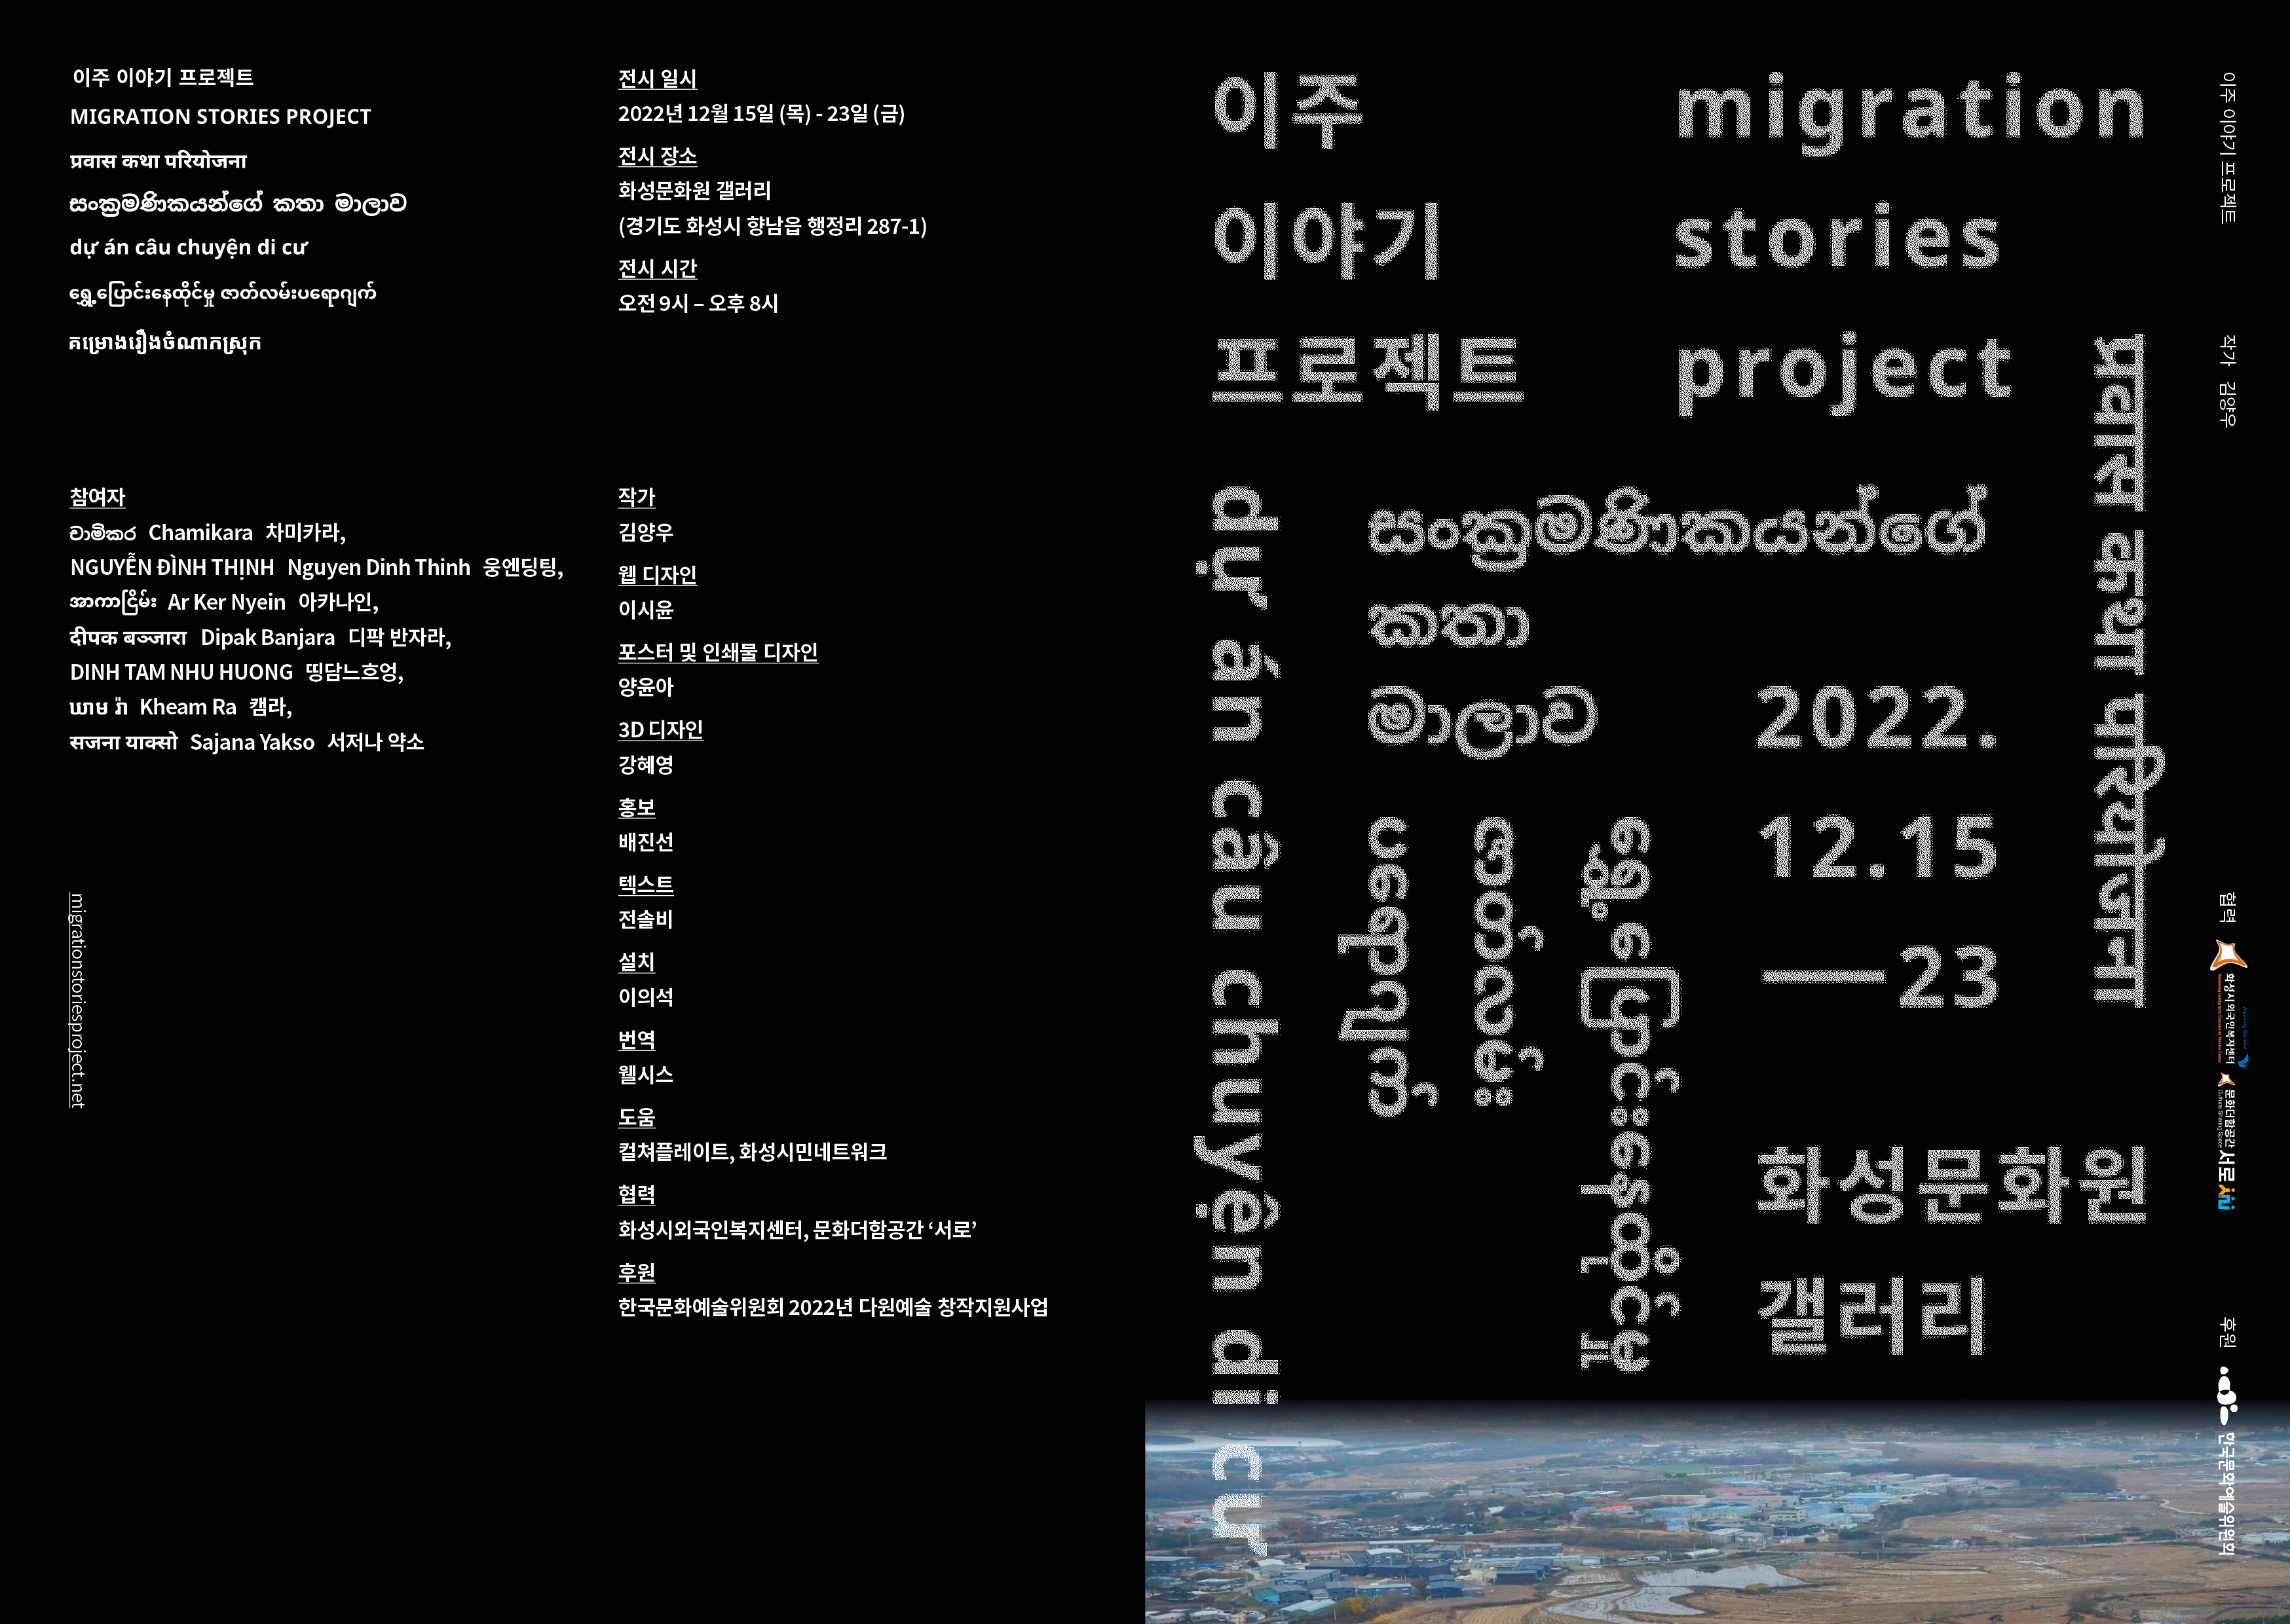 이주 이야기 프로젝트
MIGRATION STORIES PROJECT
प्रवास कथा परियोजना
සංක්‍රමණිකයන්ගේ කතා මාලාව
dự án câu chuyện di cư
ရွှေ့ပြောင်းနေထိုင်မှု ဇာတ်လမ်းပရောဂျက်
គម្រោងរឿងចំណាកស្រុក
참여자
චාමිකර Chamikara 차미카라,
NGUYỄN ĐÌNH THỊNH Nguyen Dinh Thinh 웅엔딩팅,
အာကာငြိမ်း Ar Ker Nyein 아카나인,
दीपक बञ्जारा Dipak Banjara 디팍 반자라,
DINH TAM NHU HUONG 띵담느흐엉,
ឃាម រ៉ា Kheam Ra 캠라,
सजना याक्सो Sajana Yakso 서저나 약소
migrationstoriesproject.net
전시 일시
2022년 12월 15일 (목) - 23일 (금)
전시 장소
화성문화원 갤러리
(경기도 화성시 향남읍 행정리 287-1)
전시 시간
오전 9시 – 오후 8시
작가
김양우
웹 디자인
이시윤
포스터 및 인쇄물 디자인
양윤아
3D 디자인
강혜영
홍보
배진선
텍스트
전솔비
설치
이의석
번역
웰시스
도움
컬쳐플레이트, 화성시민네트워크
협력
화성시외국인복지센터, 문화더함공간 ‘서로’
후원
한국문화예술위원회 2022년 다원예술 창작지원사업
이주
이야기
프로젝트
migration
stories
project
प्रवास कथा परियोजना
සංක්‍රමණිකයන්ගේ
කතා
මාලාව
dự án câu chuyện di cư
ရွှေ့ပြောင်းနေထိုင်မှု
ဇာတ်လမ်း
ပရောဂျက်
2022.
12.15
—23
화성문화원
갤러리
이주 이야기 프로젝트
작가 김양우
협력
화성시외국인복지센터
문화더함공간 서로
Cultural Sharing Space
후원
한국문화예술위원회